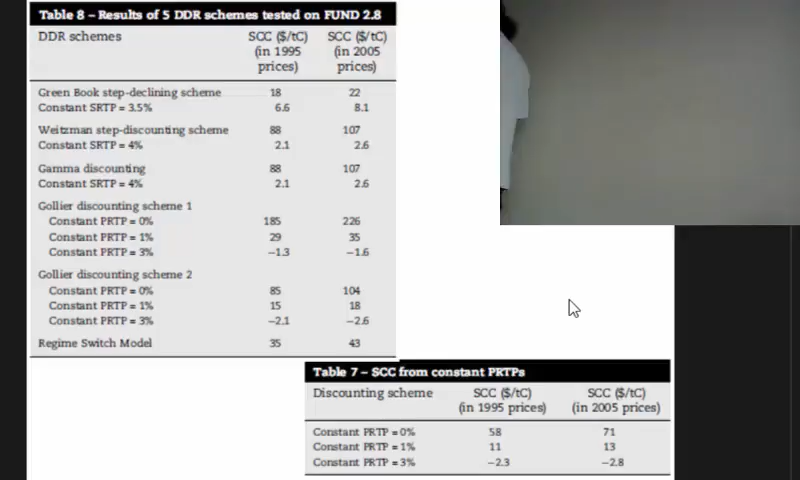 Table 8 – Results of 5 DDR schemes tested on FUND 2.8
DDR schemes SCC ($/tC) SCC ($/tC)
(in 1995 (in 2005
prices) prices)
Green Book step-declining scheme 18 22
Constant SRTP = 3.5% 6.6 8.1
Weitzman step-discounting scheme 88 107
Constant SRTP = 4% 2.1 2.6
Gamma discounting 88 107
Constant SRTP = 4% 2.1 2.6
Gollier discounting scheme 1
Constant PRTP = 0% 185 226
Constant PRTP = 1% 29 35
Constant PRTP = 3% −1.3 −1.6
Gollier discounting scheme 2
Constant PRTP = 0% 85 104
Constant PRTP = 1% 15 18
Constant PRTP = 3% −2.1 −2.6
Regime Switch Model 35 43
Table 7 – SCC from constant PRTPs
Discounting scheme SCC ($/tC) SCC ($/tC)
(in 1995 prices) (in 2005 prices)
Constant PRTP = 0% 58 71
Constant PRTP = 1% 11 13
Constant PRTP = 3% −2.3 −2.8